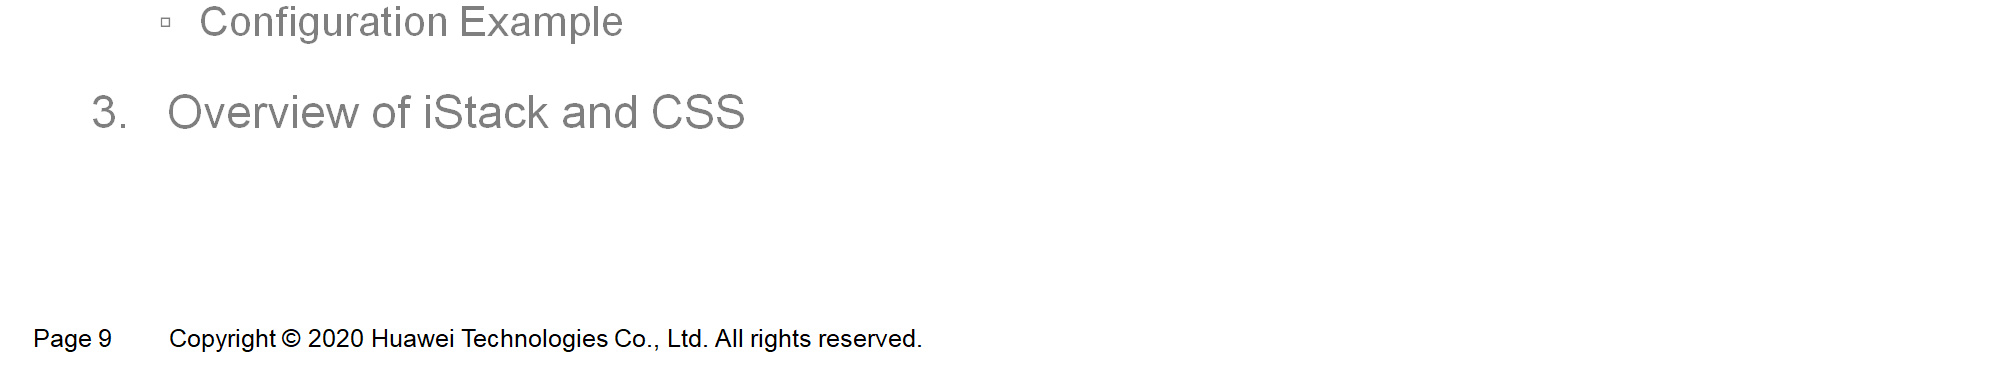 ▫ Configuration Example
3. Overview of iStack and CSS
Page 9 Copyright © 2020 Huawei Technologies Co., Ltd. All rights reserved.